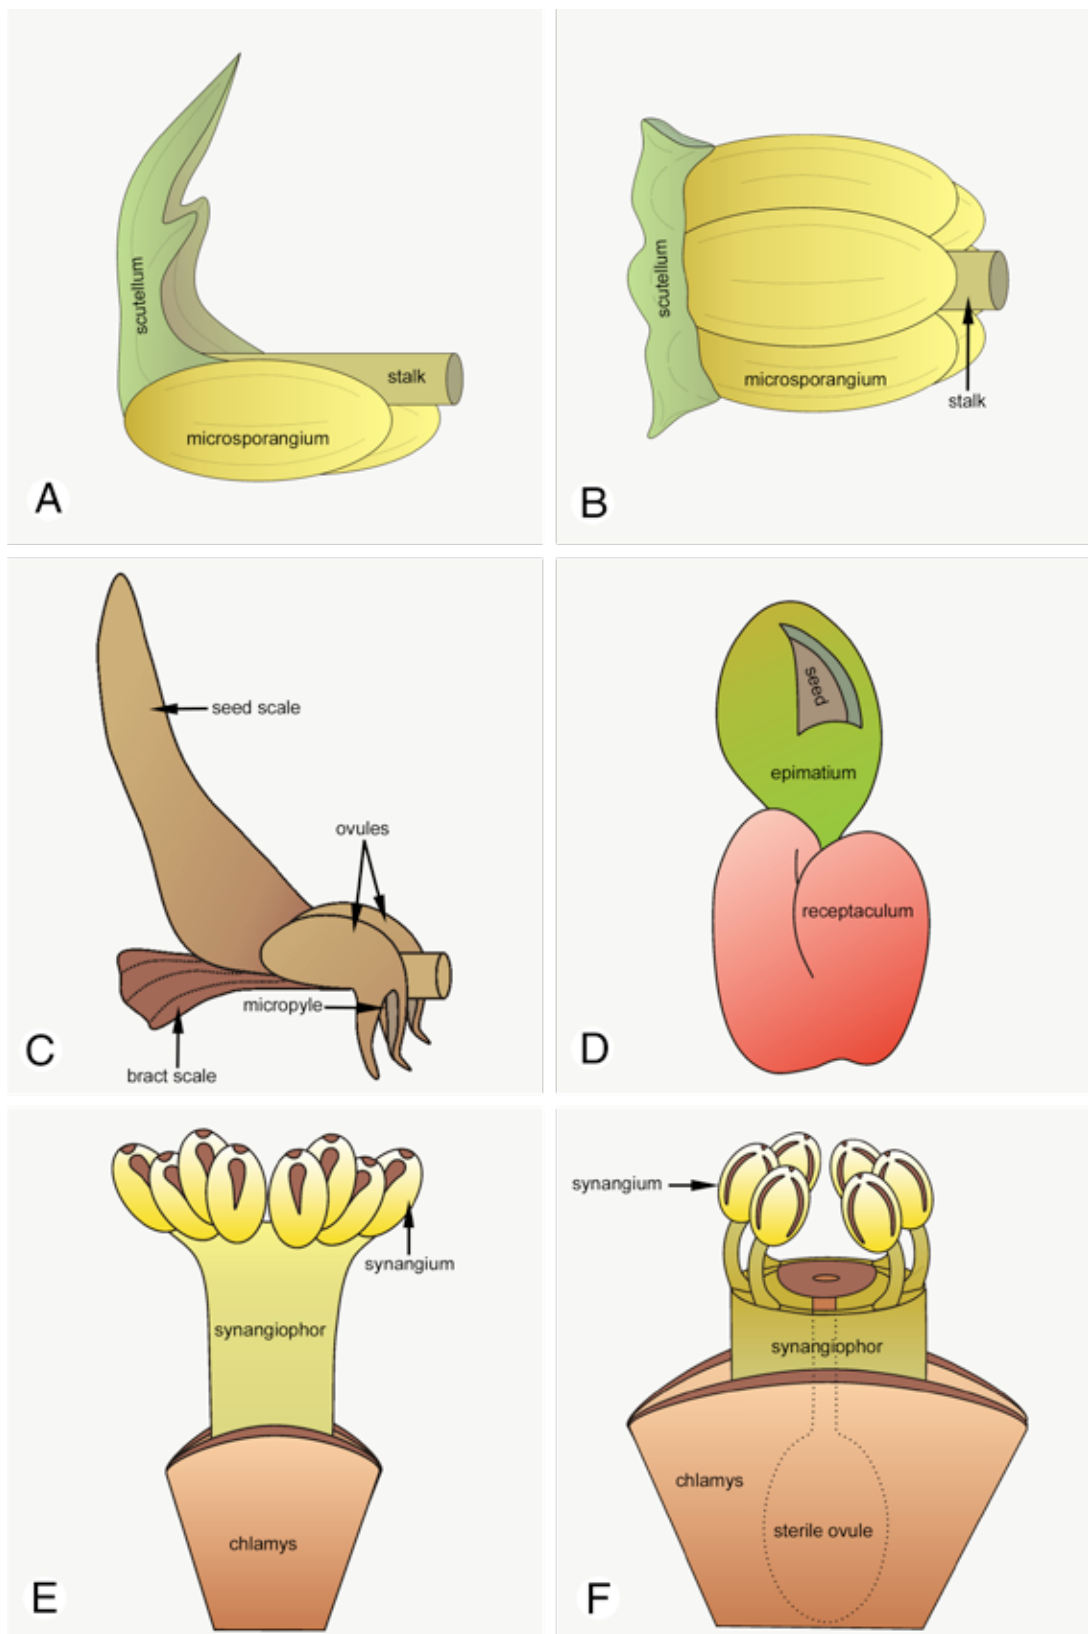 scutellum
stalk
microsporangium
A
scutellum
microsporangium
stalk
B
seed scale
ovules
micropyle
bract scale
C
seed
epimatium
receptaculum
D
synangium
synangiophor
chlamys
E
synangium
synangiophor
chlamys
sterile ovule
F